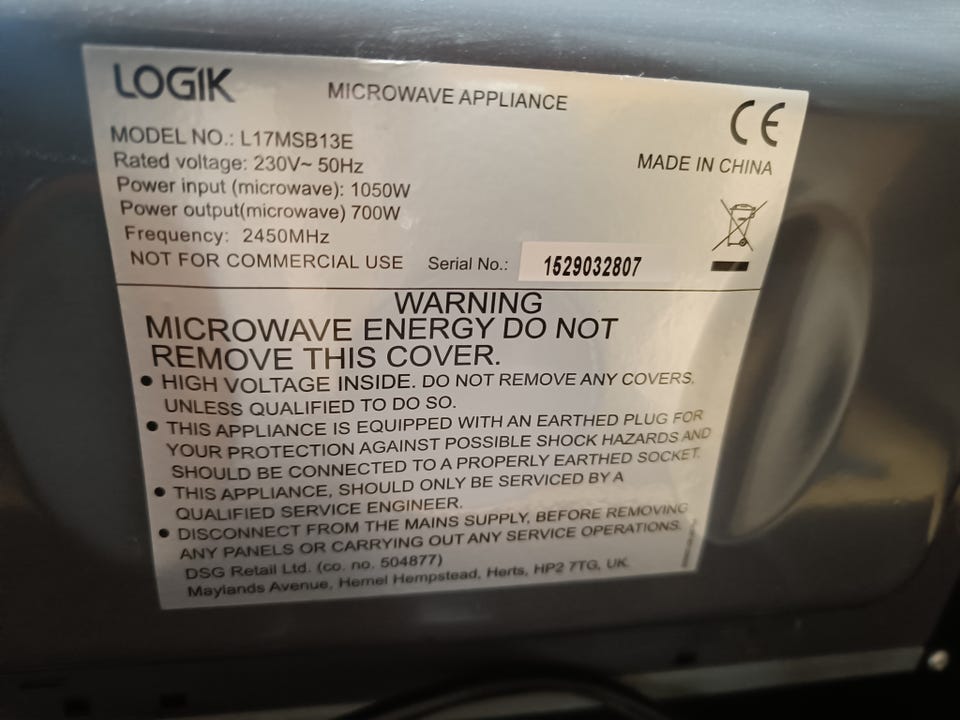 LOGIK
MICROWAVE APPLIANCE
CE
MODEL NO.: L17MSB13E
MADE IN CHINA
Rated voltage: 230V~ 50Hz
Power input (microwave): 1050W
Power output(microwave) 700W
Frequency: 2450MHz
NOT FOR COMMERCIAL USE Serial No.: 1529032807
WARNING
MICROWAVE ENERGY DO NOT
REMOVE THIS COVER.
● HIGH VOLTAGE INSIDE. DO NOT REMOVE ANY COVERS,
UNLESS QUALIFIED TO DO SO.
● THIS APPLIANCE IS EQUIPPED WITH AN EARTHED PLUG FOR
YOUR PROTECTION AGAINST POSSIBLE SHOCK HAZARDS AND
SHOULD BE CONNECTED TO A PROPERLY EARTHED SOCKET.
● THIS APPLIANCE, SHOULD ONLY BE SERVICED BY A
QUALIFIED SERVICE ENGINEER.
● DISCONNECT FROM THE MAINS SUPPLY, BEFORE REMOVING
ANY PANELS OR CARRYING OUT ANY SERVICE OPERATIONS.
DSG Retail Ltd. (co. no. 504877)
Maylands Avenue, Hemel Hempstead, Herts, HP2 7TG, UK.